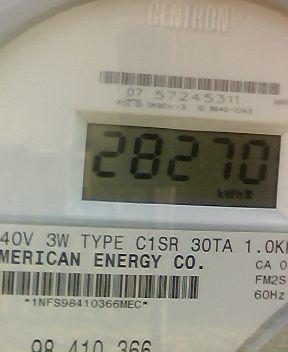 CENTRON®
07 57245311
28270
kWh
40V 3W TYPE C1SR 30TA 1.0K
MERICAN ENERGY CO.
CA 0
FM2S
60Hz
*1NFS98410366MEC*
98 410 366